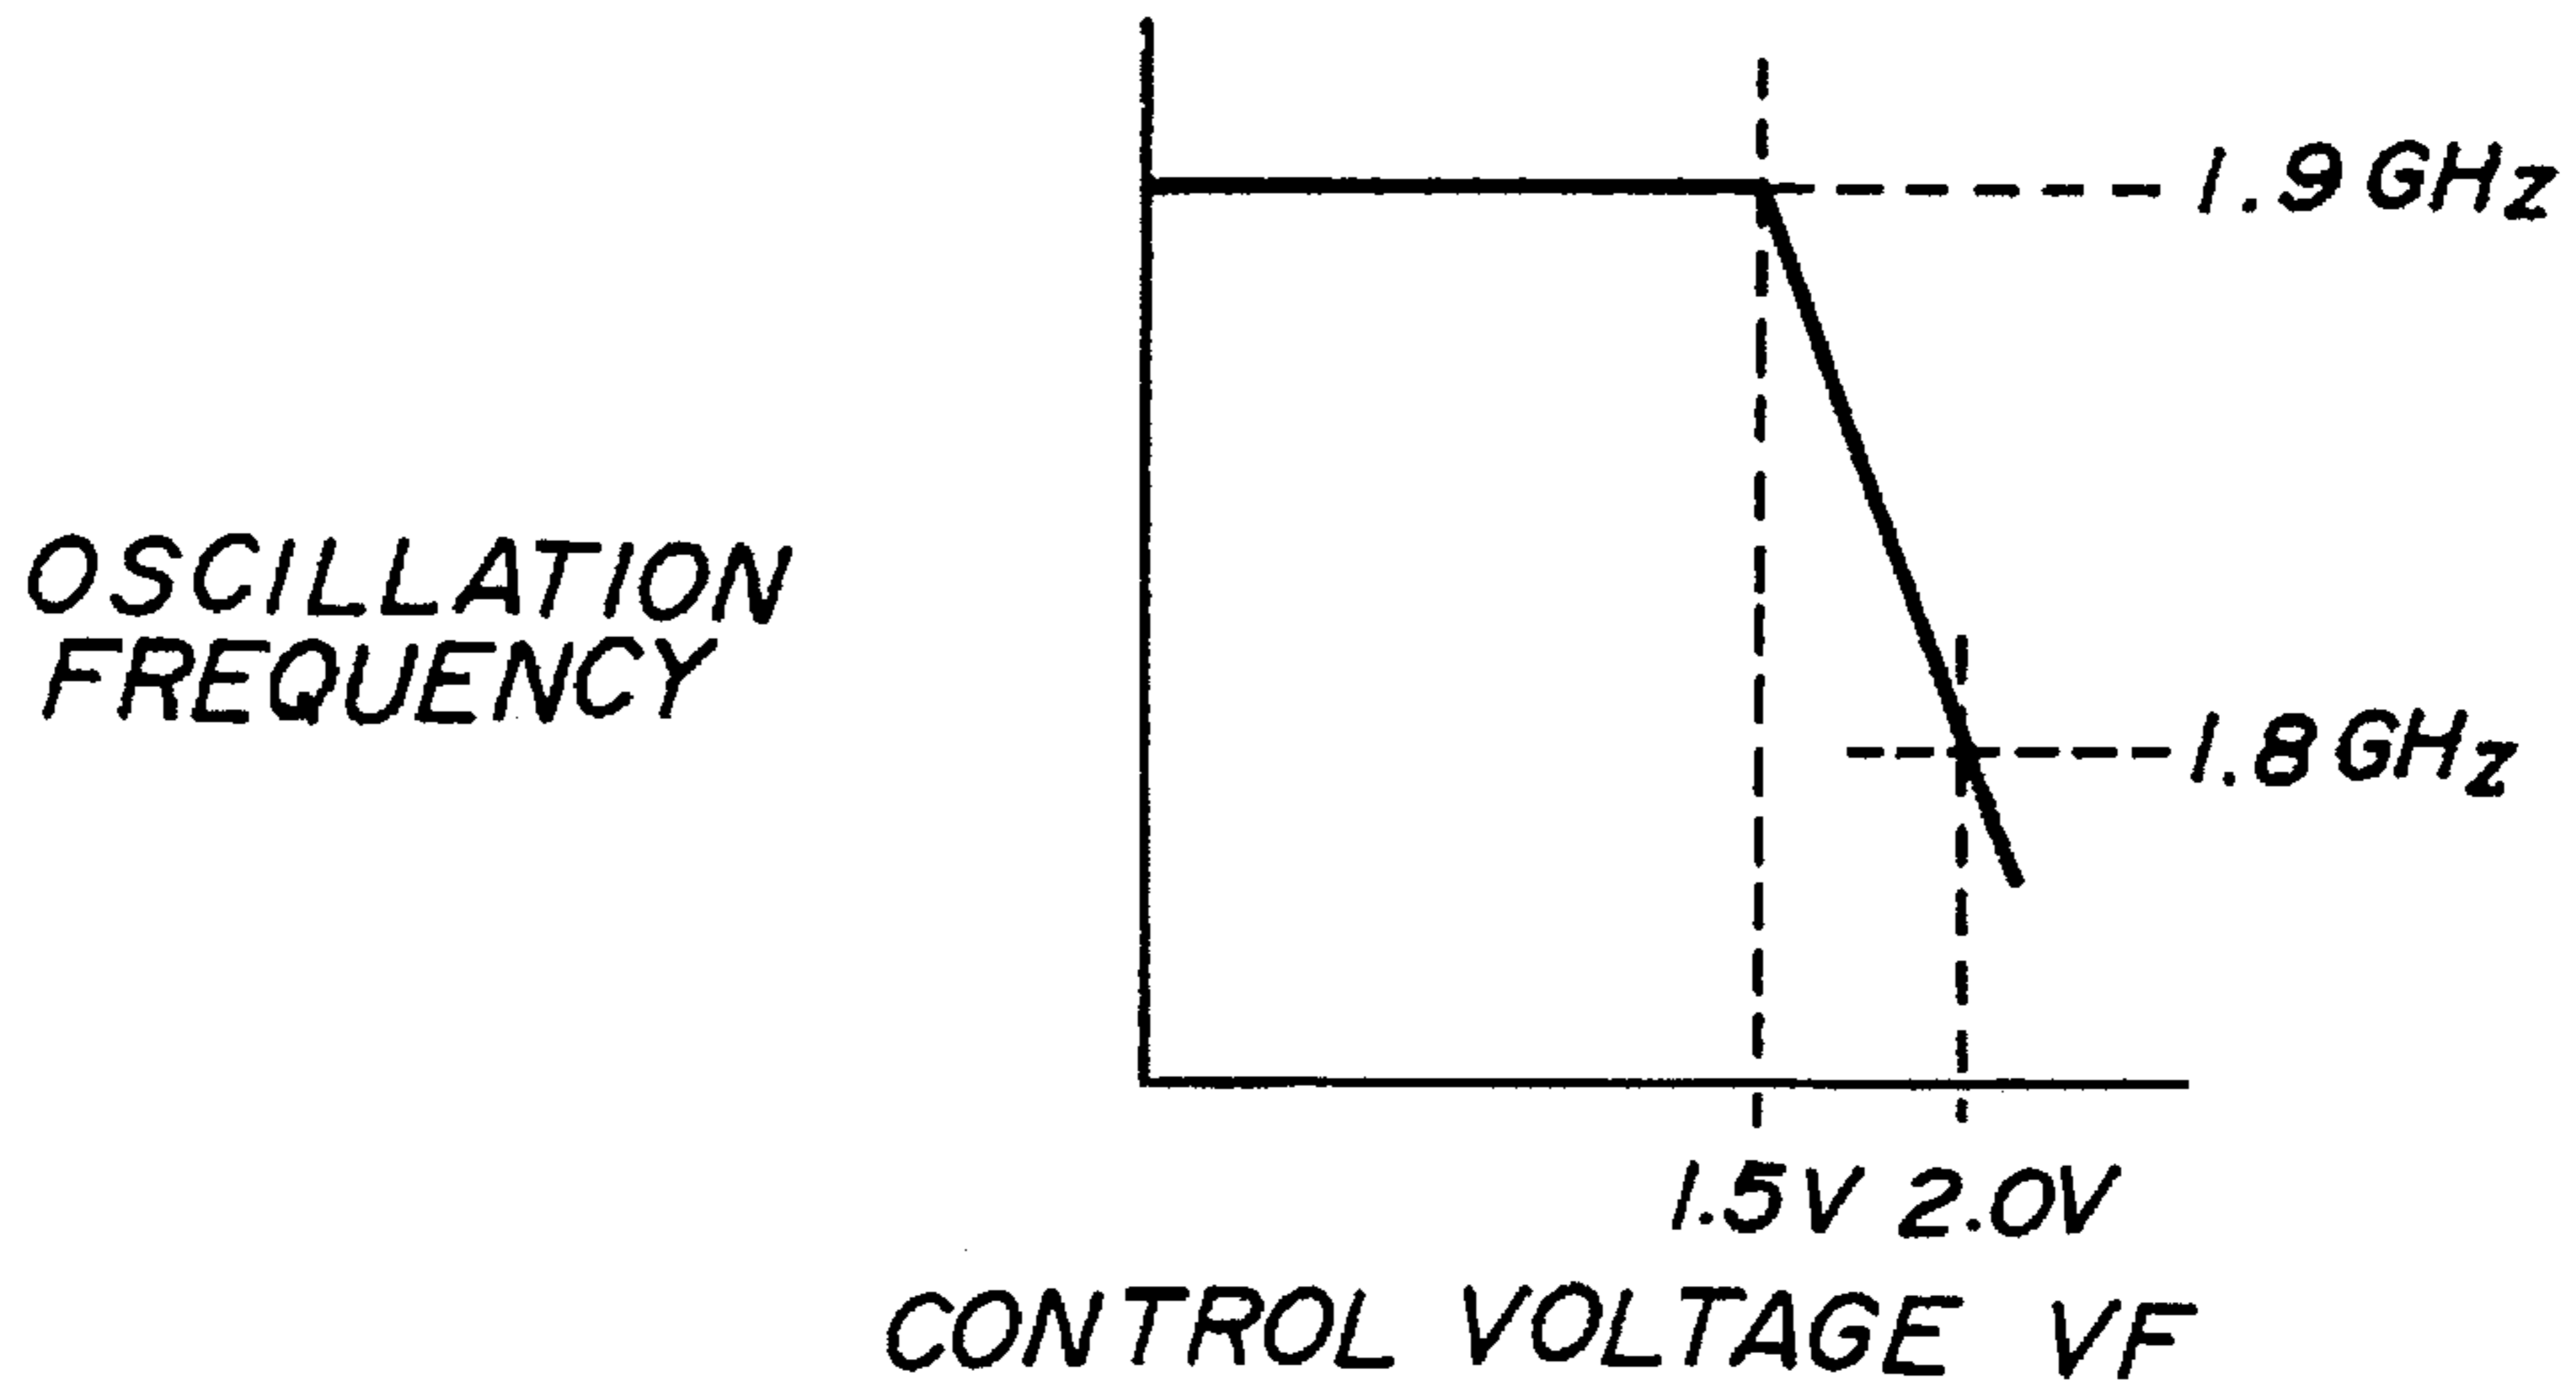 1.9 GHz
OSCILLATION
FREQUENCY
1.8 GHz
1.5V 2.0V
CONTROL VOLTAGE VF